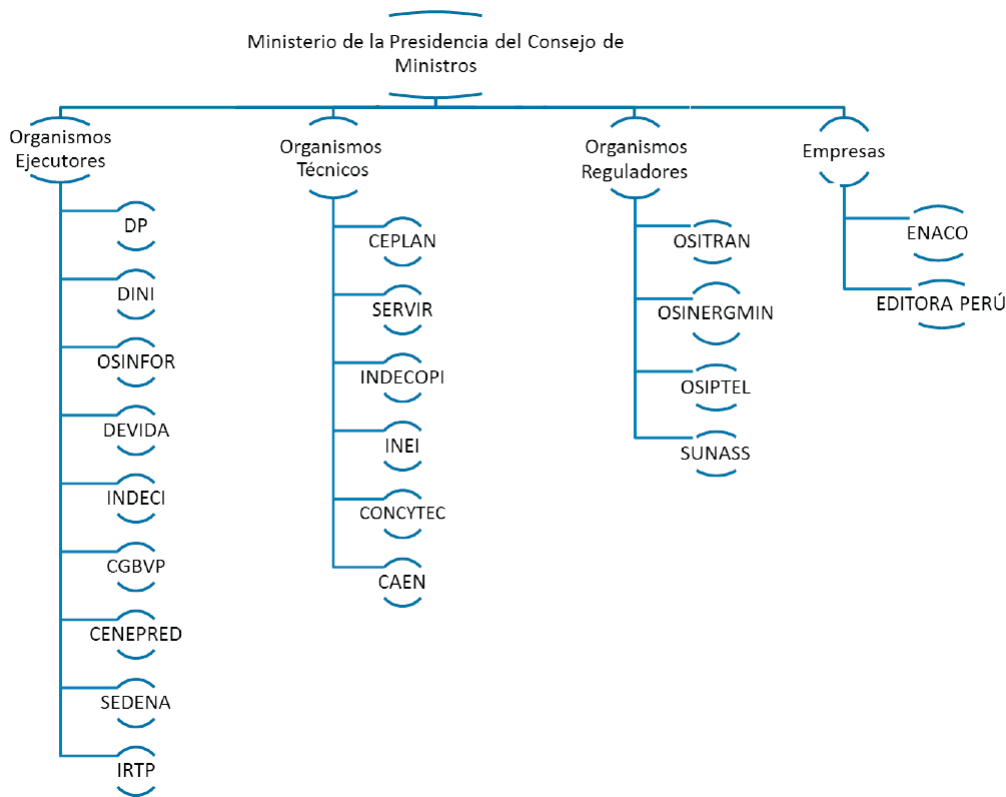 Ministerio de la Presidencia del Consejo de
Ministros
Organismos
Ejecutores
DP
DINI
OSINFOR
DEVIDA
INDECI
CGBVP
CENEPRED
SEDENA
IRTP
Organismos
Técnicos
CEPLAN
SERVIR
INDECOPI
INEI
CONCYTEC
CAEN
Organismos
Reguladores
OSITRAN
OSINERGMIN
OSIPTEL
SUNASS
Empresas
ENACO
EDITORA PERÚ